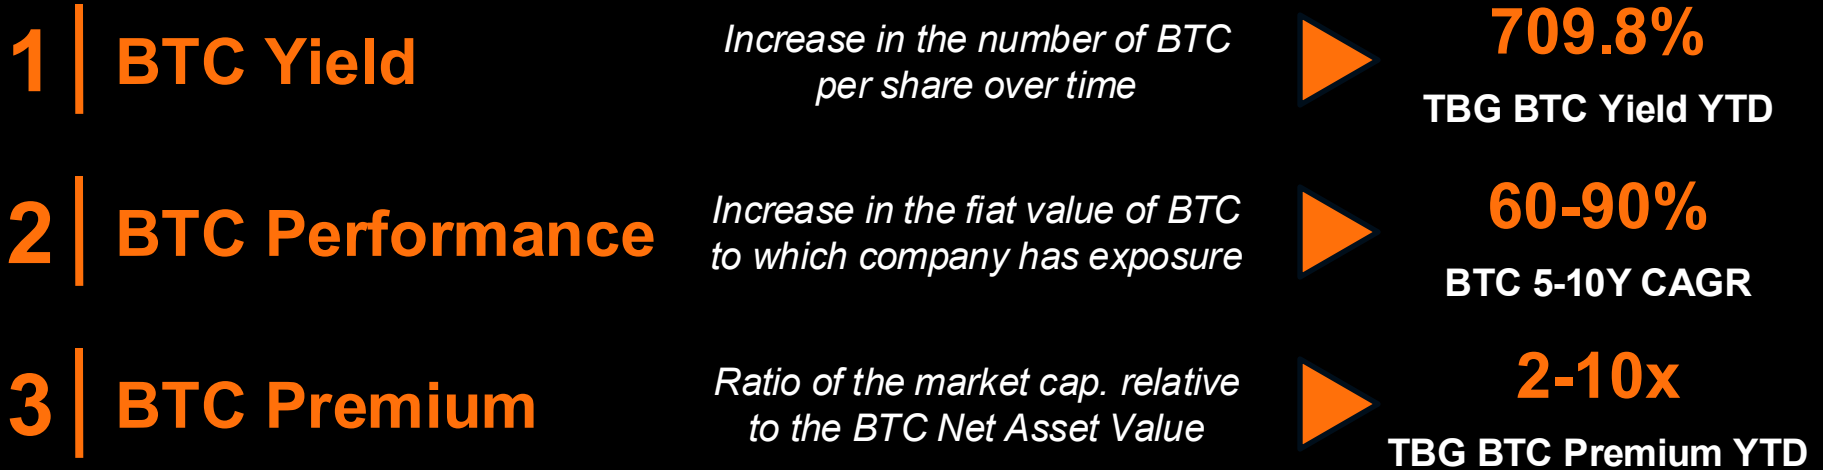 1
BTC Yield
Increase in the number of BTC
per share over time
709.8%
TBG BTC Yield YTD
2
BTC Performance
Increase in the fiat value of BTC
to which company has exposure
60-90%
BTC 5-10Y CAGR
3
BTC Premium
Ratio of the market cap. relative
to the BTC Net Asset Value
2-10x
TBG BTC Premium YTD